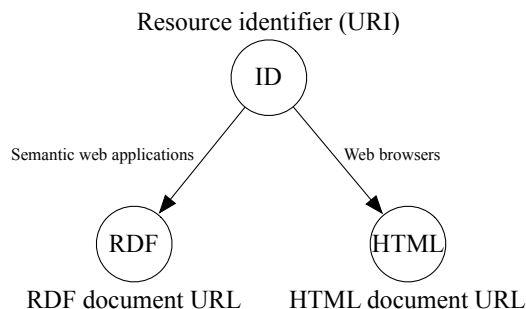 Resource identifier (URI)
ID
Semantic web applications
Web browsers
RDF
HTML
RDF document URL
HTML document URL